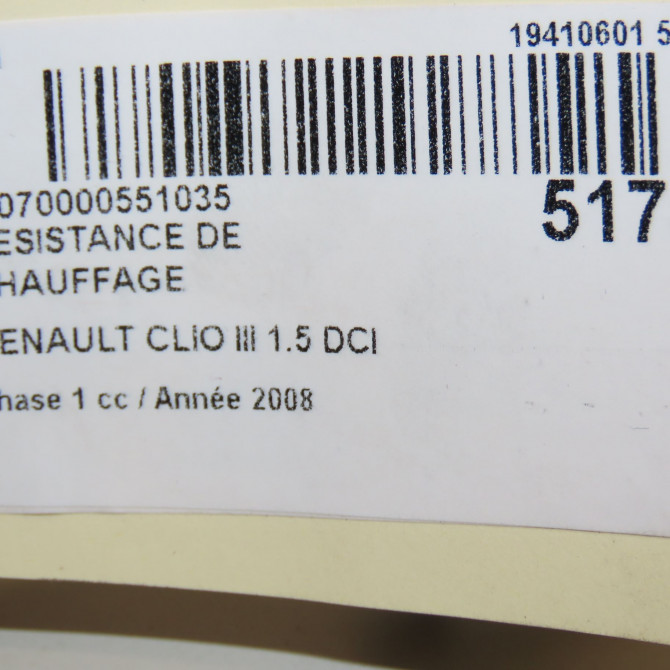 19410601 5
517
070000551035
ESISTANCE DE
HAUFFAGE
ENAULT CLIO III 1.5 DCI
hase 1 cc / Année 2008